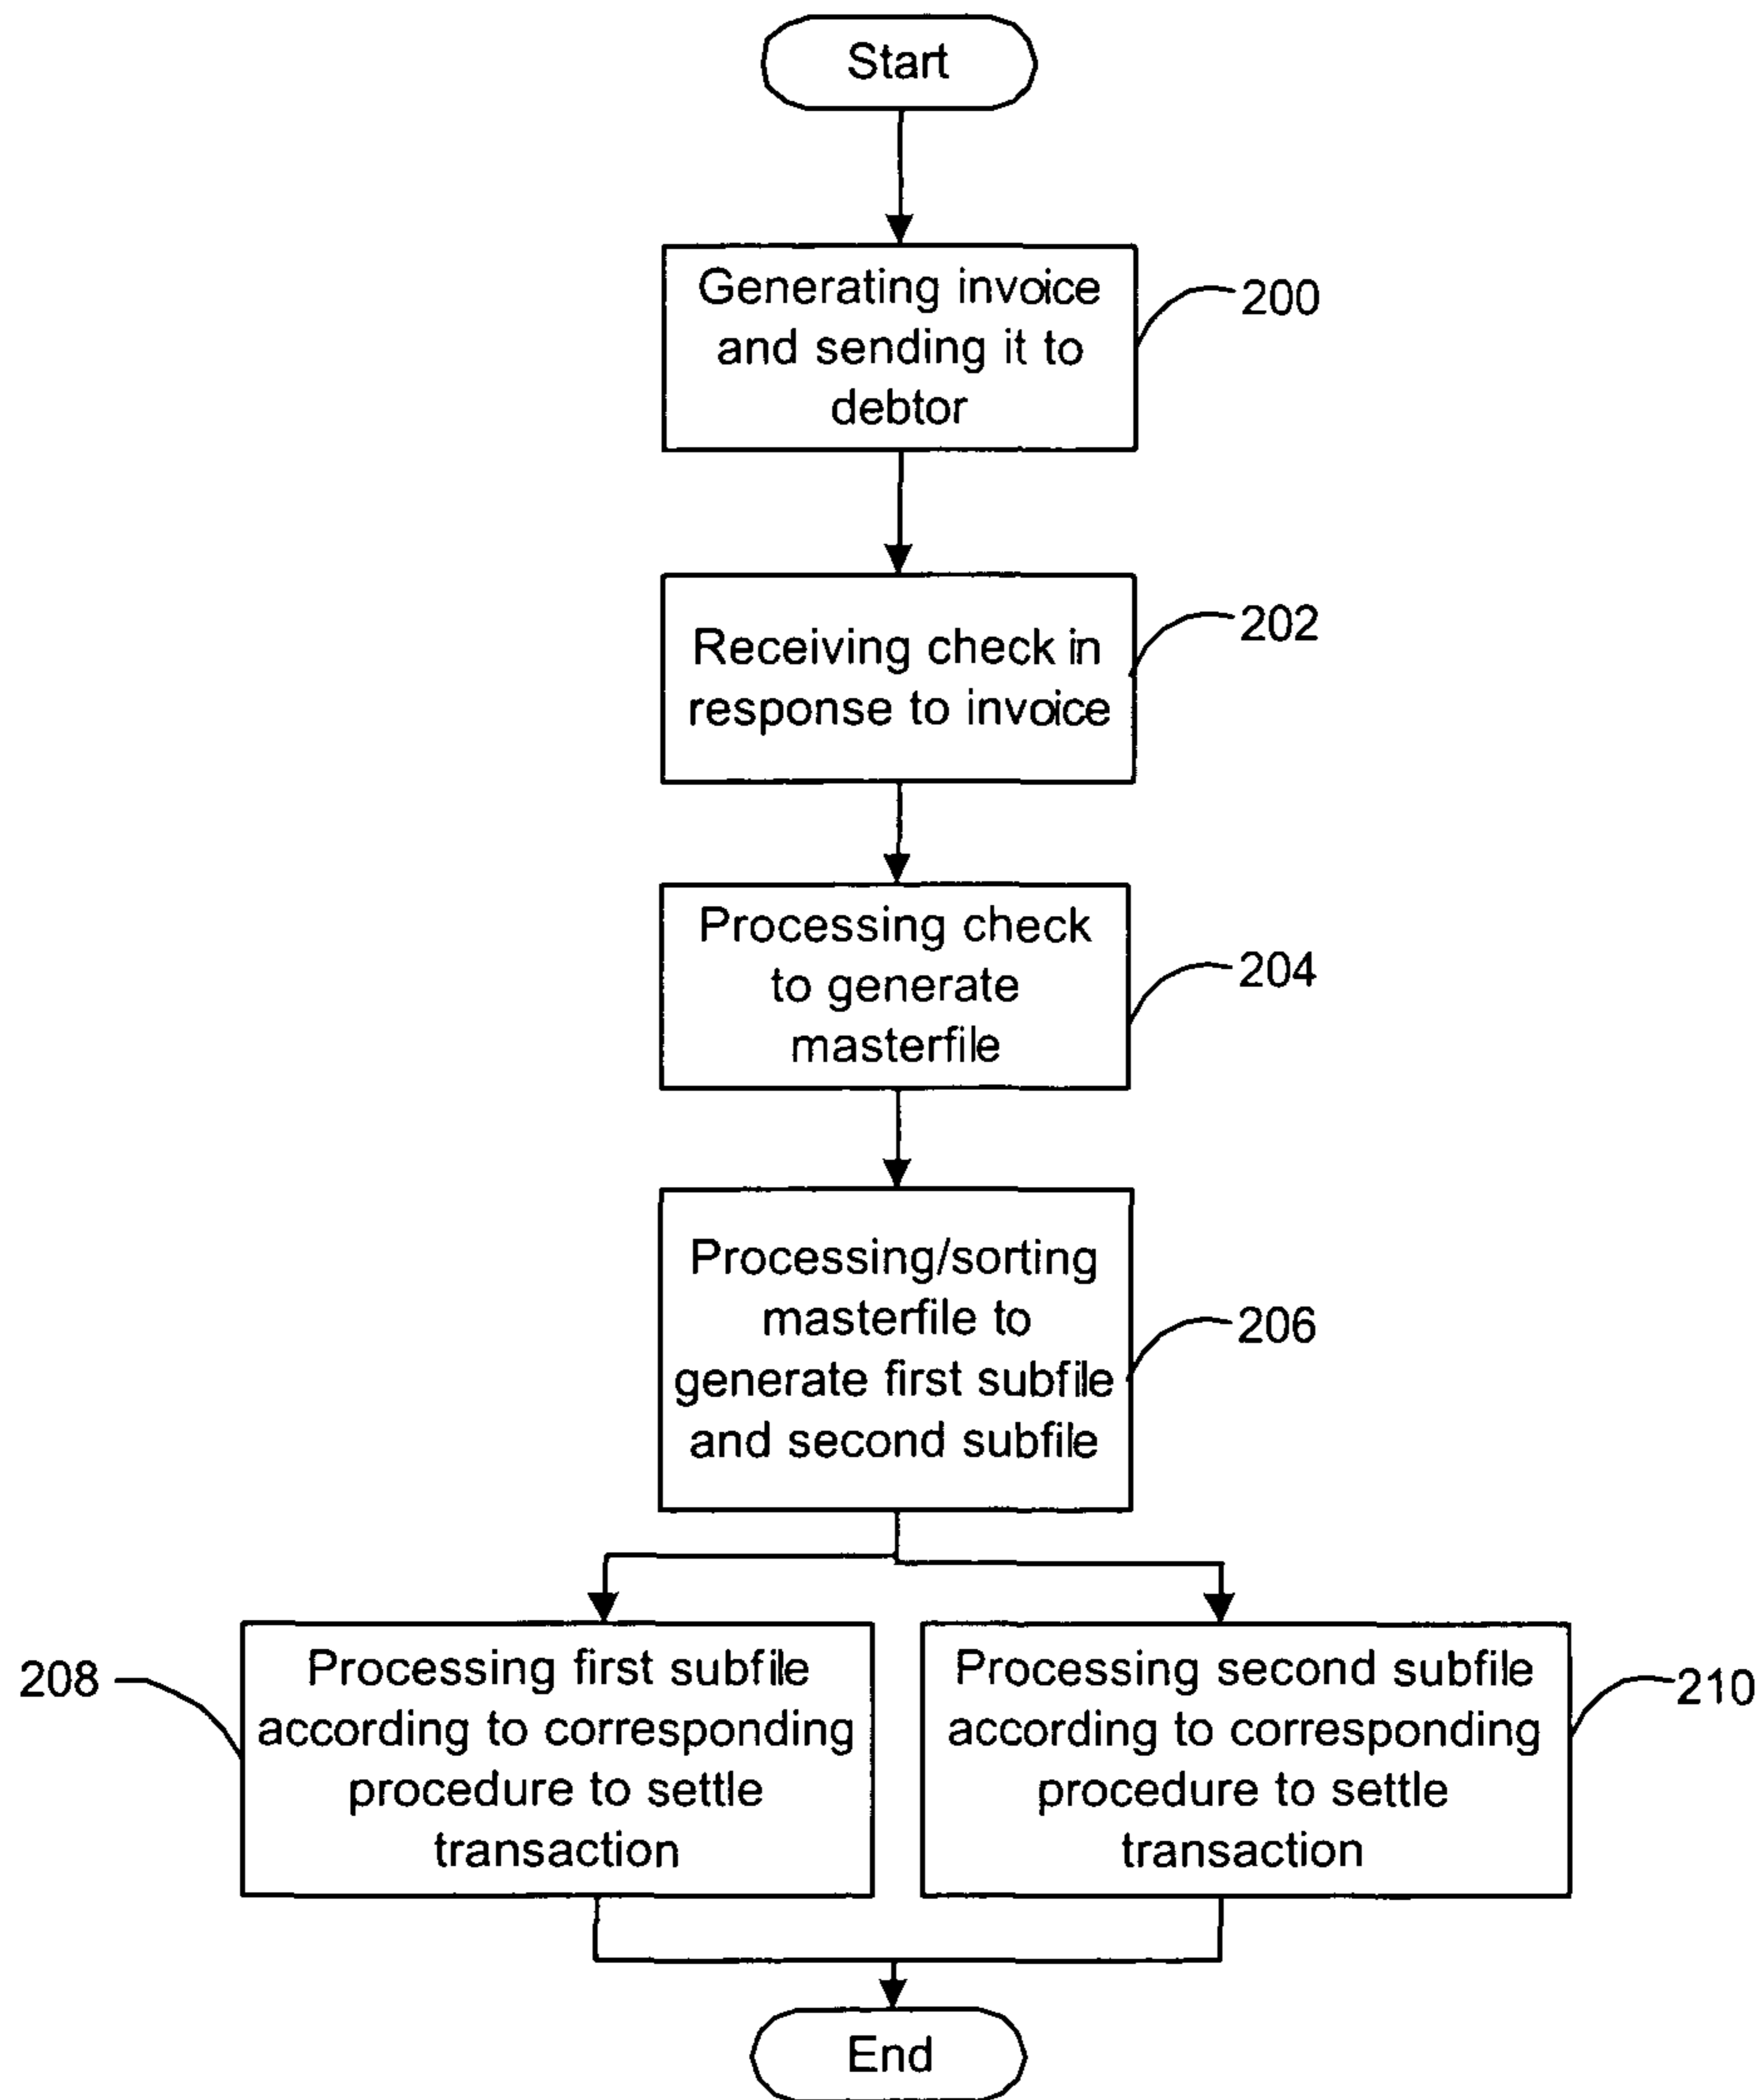 Start
Generating invoice
and sending it to
debtor
200
Receiving check in
response to invoice
202
Processing check
to generate
masterfile
204
Processing/sorting
masterfile to
generate first subfile
and second subfile
206
208
Processing first subfile
according to corresponding
procedure to settle
transaction
Processing second subfile
according to corresponding
procedure to settle
transaction
210
End